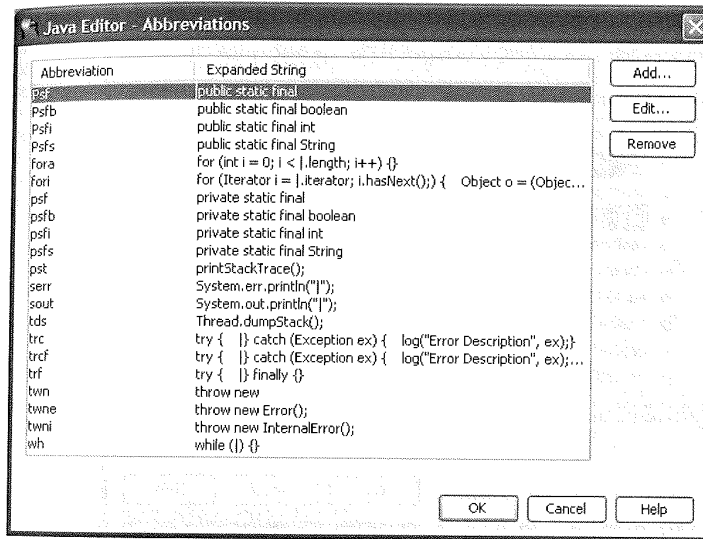 Java Editor - Abbreviations
Abbreviation Expanded String
Psf public static final
Psfb public static final boolean
Psfi public static final int
Psfs public static final String
fora for (int i = 0; i < |.length; i++) {}
fori for (Iterator i = |.iterator; i.hasNext();) { Object o = (Objec...
psf private static final
psfb private static final boolean
psfi private static final int
psfs private static final String
pst printStackTrace();
serr System.err.println("|");
sout System.out.println("|");
tds Thread.dumpStack();
trc try { |} catch (Exception ex) { log("Error Description", ex);}
trcf try { |} catch (Exception ex) { log("Error Description", ex);...
trf try { |} finally {}
twn throw new
twne throw new Error();
twni throw new InternalError();
wh while (|) {}
Add...
Edit...
Remove
OK Cancel Help